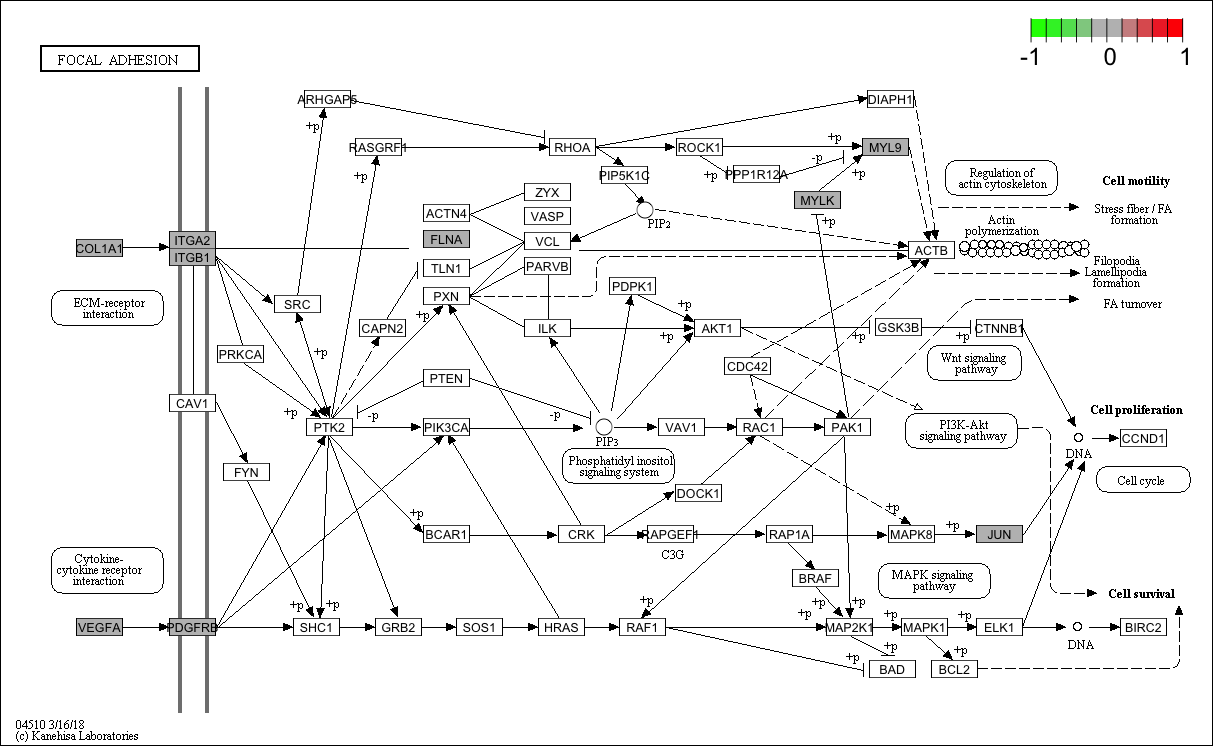 -1 0 1
FOCAL ADHESION
ARHGAP5 DIAPH1
+p
RASGRF1 RHOA ROCK1 +p MYL9
+p PIP5K1C +p PPP1R12A -p +p
ZYX MYLK
Regulation of
actin cytoskeleton
Cell motility
ACTN4 VASP PIP2 +p
Stress fiber / FA
formation
COL1A1 ITGA2 FLNA VCL ACTB
Actin
polymerization
ITGB1 TLN1 PARVB
Filopodia
Lamellipodia
formation
ECM-receptor
interaction
SRC PXN PDPK1 +p
FA turnover
+p CAPN2 ILK +p AKT1 GSK3B +p CTNNB1
PRKCA +p
Wnt signaling
pathway
CDC42
PTEN
CAV1 +p -p -p
Cell proliferation
PTK2 PIK3CA PIP3 VAV1 RAC1 PAK1
PI3K-Akt
signaling pathway
CCND1
DNA
FYN
Phosphatidyl inositol
signaling system
Cell cycle
DOCK1
+p +p +p
BCAR1 CRK RAPGEF1 RAP1A MAPK8 JUN
C3G
Cytokine-
cytokine receptor
interaction
BRAF
MAPK signaling
pathway
Cell survival
+p +p +p +p +p +p +p
VEGFA PDGFRB SHC1 GRB2 SOS1 HRAS RAF1 MAP2K1 MAPK1 ELK1 DNA BIRC2
+p +p +p
BAD BCL2
04510 3/16/18
(c) Kanehisa Laboratories